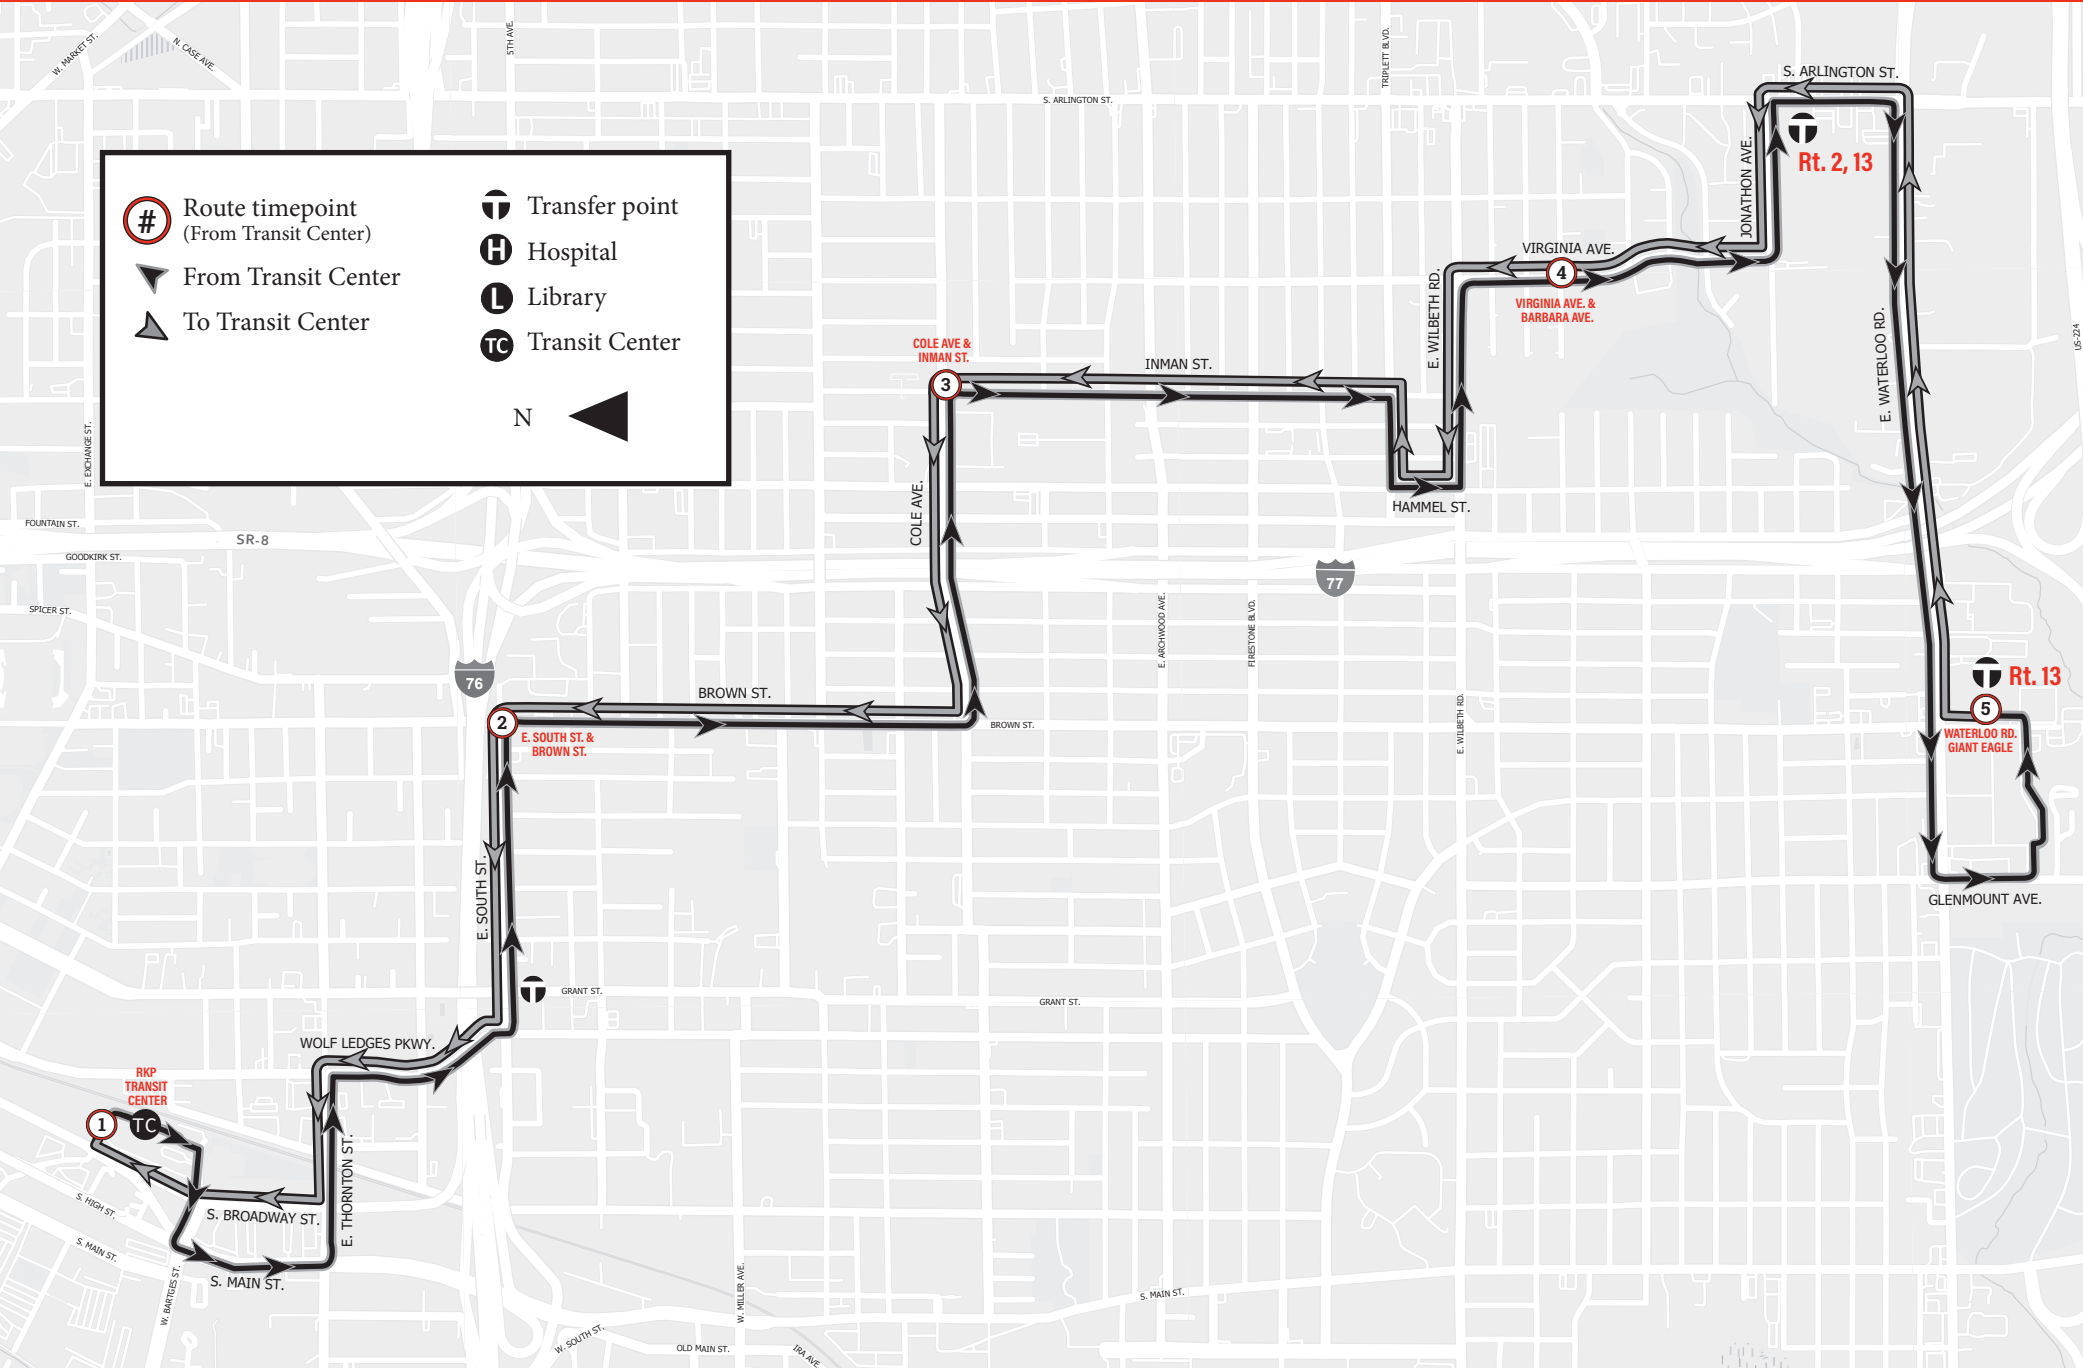 W. MARKET ST.
N. CASE AVE.
5TH AVE.
S. ARLINGTON ST.
TRIPLETT BLVD.
S. ARLINGTON ST.
JONATHON AVE.
Rt. 2, 13
#
Route timepoint
(From Transit Center)
From Transit Center
To Transit Center
T
Transfer point
H
Hospital
L
Library
TC
Transit Center
N
VIRGINIA AVE.
4
VIRGINIA AVE. &
BARBARA AVE.
E. WILBETH RD.
E. WATERLOO RD.
US-224
COLE AVE &
INMAN ST.
3
INMAN ST.
E. EXCHANGE ST.
COLE AVE.
HAMMEL ST.
FOUNTAIN ST.
SR-8
GOODKIRK ST.
77
SPICER ST.
E. ARCHWOOD AVE.
FIRESTONE BLVD.
76
BROWN ST.
2
E. SOUTH ST. &
BROWN ST.
BROWN ST.
E. WILBETH RD.
T
Rt. 13
5
WATERLOO RD.
GIANT EAGLE
E. SOUTH ST.
GLENMOUNT AVE.
T
GRANT ST.
GRANT ST.
WOLF LEDGES PKWY.
RKP
TRANSIT
CENTER
1
TC
E. THORNTON ST.
S. HIGH ST.
S. BROADWAY ST.
S. MAIN ST.
S. MAIN ST.
W. BARTGES ST.
W. MILLER AVE.
S. MAIN ST.
W. SOUTH ST.
OLD MAIN ST.
IRA AVE